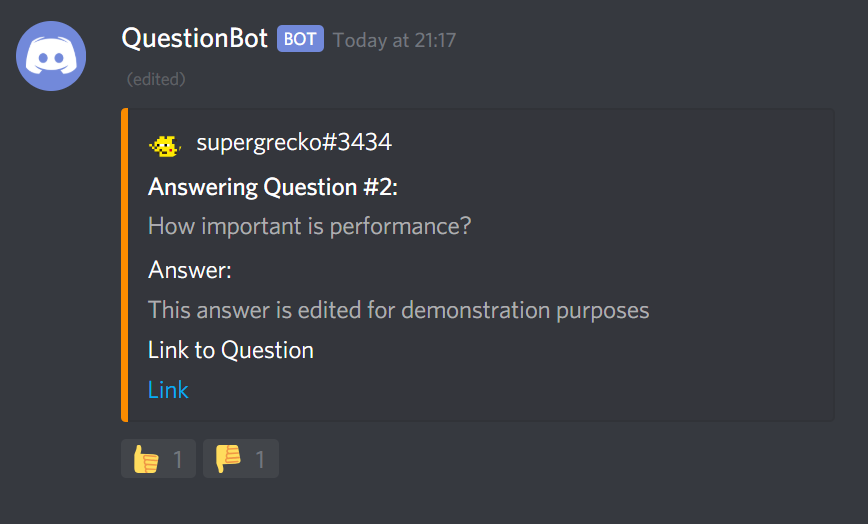 QuestionBot BOT Today at 21:17
(edited)
supergrecko#3434
Answering Question #2:
How important is performance?
Answer:
This answer is edited for demonstration purposes
Link to Question
Link
1 1